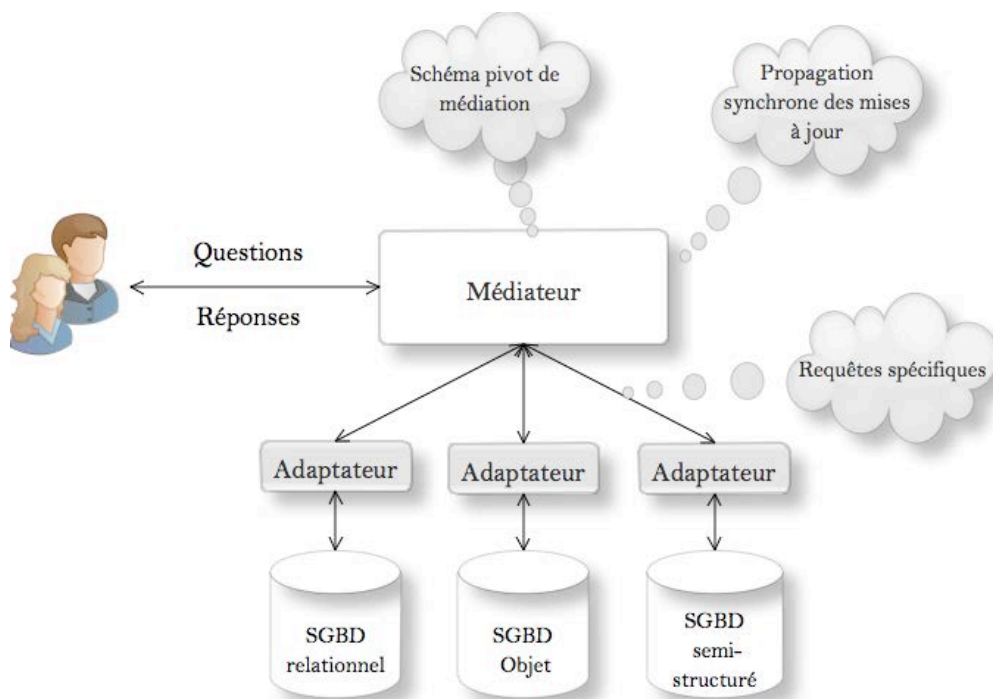 Schéma pivot de
médiation
Propagation
synchrone des mises
à jour
Questions
Réponses
Médiateur
Requêtes spécifiques
Adaptateur
Adaptateur
Adaptateur
SGBD
relationnel
SGBD
Objet
SGBD
semi-
structuré